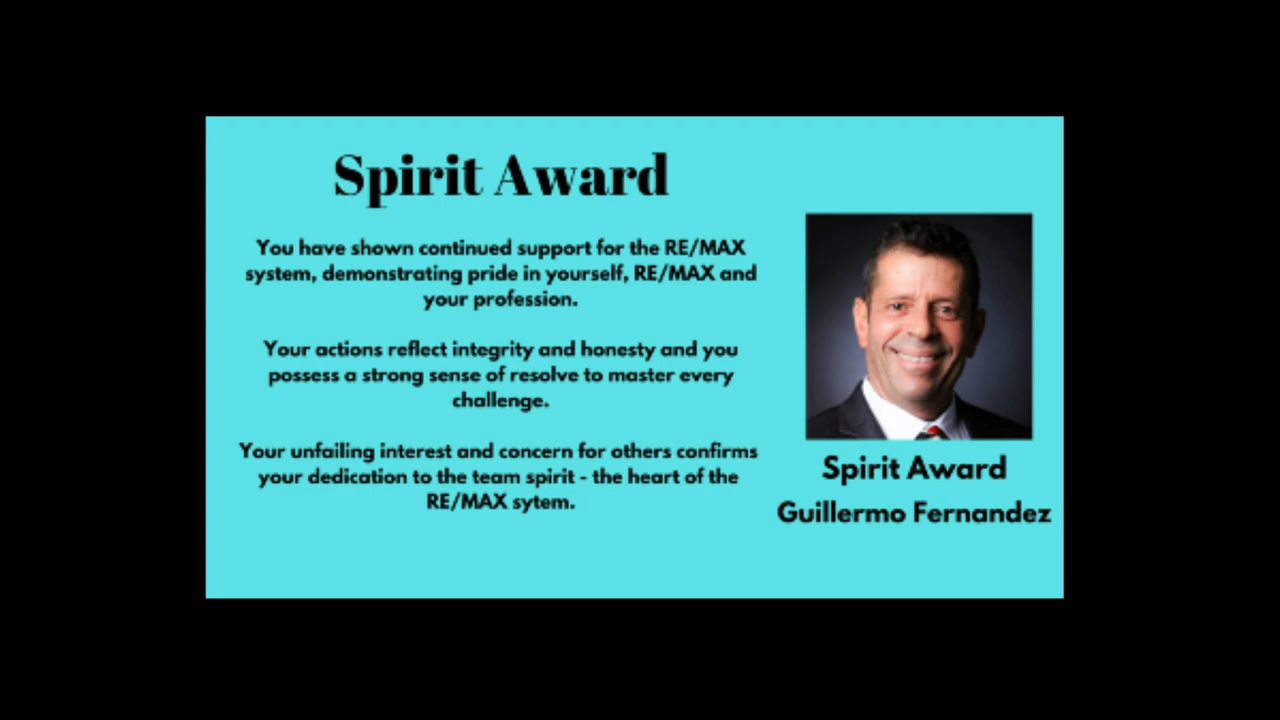 Spirit Award
You have shown continued support for the RE/MAX
system, demonstrating pride in yourself, RE/MAX and
your profession.
Your actions reflect integrity and honesty and you
possess a strong sense of resolve to master every
challenge.
Your unfailing interest and concern for others confirms
your dedication to the team spirit - the heart of the
RE/MAX sytem.
Spirit Award
Guillermo Fernandez